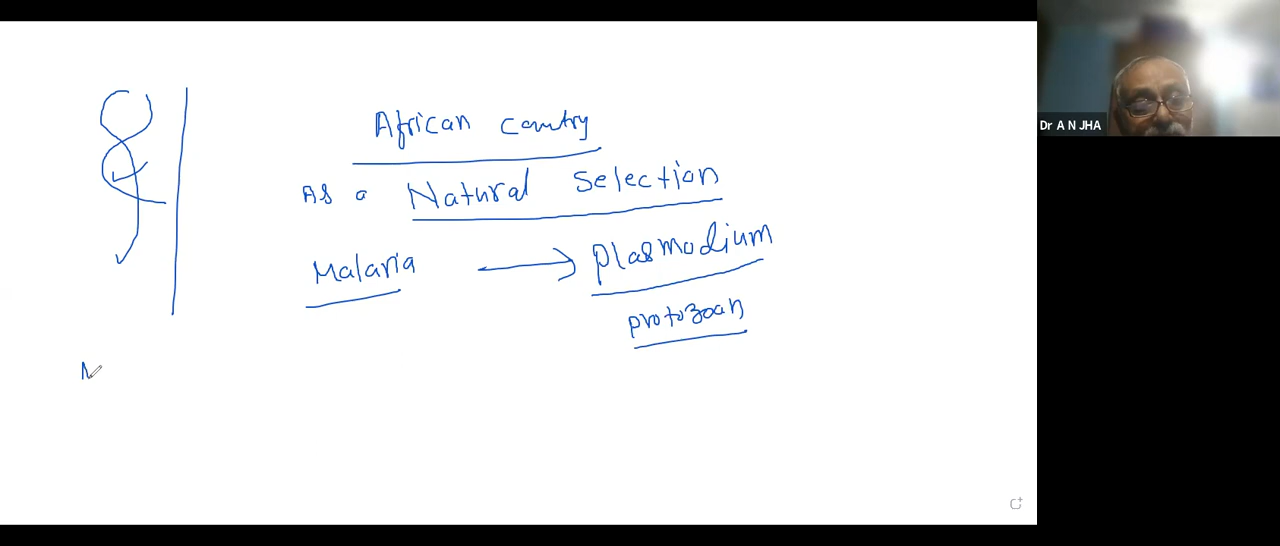 African country
As a Natural Selection
Malaria → plasmodium
protozoan
N
Dr A N JHA